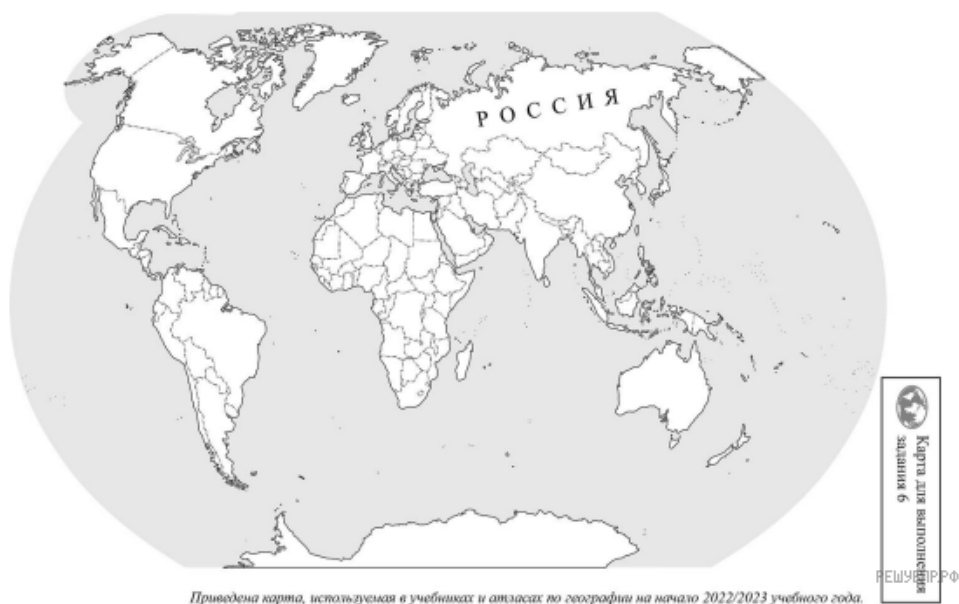 РОССИЯ
Карта для выполнения
задания 6
РЕШУВПР.РФ
Приведена карта, используемая в учебниках и атласах по географии на начало 2022/2023 учебного года.